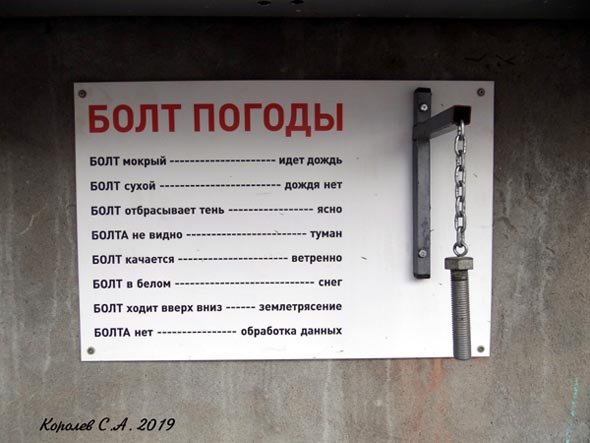 БОЛТ ПОГОДЫ
БОЛТ мокрый --------------------- идет дождь
БОЛТ сухой ------------------------ дождя нет
БОЛТ отбрасывает тень ----------------- ясно
БОЛТА не видно ------------------------ туман
БОЛТ качается ---------------------- ветренно
БОЛТ в белом ---------------------------- снег
БОЛТ ходит вверх вниз ------ землетрясение
БОЛТА нет ---------------- обработка данных
Королев С.А. 2019